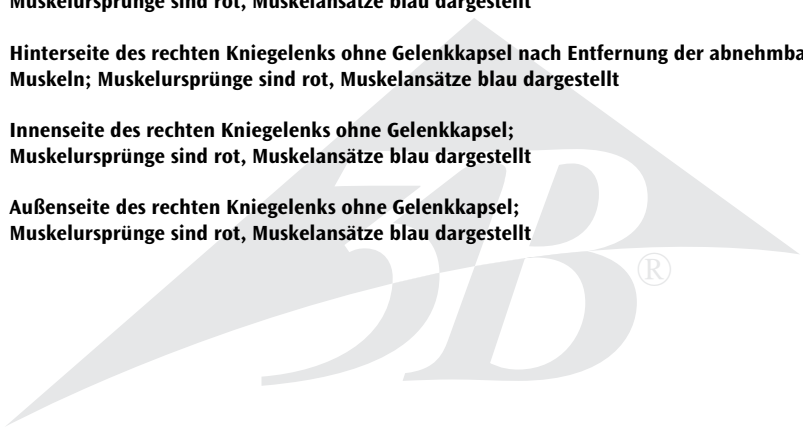 Muskelursprünge sind rot, Muskelansätze blau dargestellt
Hinterseite des rechten Kniegelenks ohne Gelenkkapsel nach Entfernung der
Muskeln; Muskelursprünge sind rot, Muskelansätze blau dargestellt
Innenseite des rechten Kniegelenks ohne Gelenkkapsel;
Muskelursprünge sind rot, Muskelansätze blau dargestellt
Außenseite des rechten Kniegelenks ohne Gelenkkapsel;
Muskelursprünge sind rot, Muskelansätze blau dargestellt
3B
®